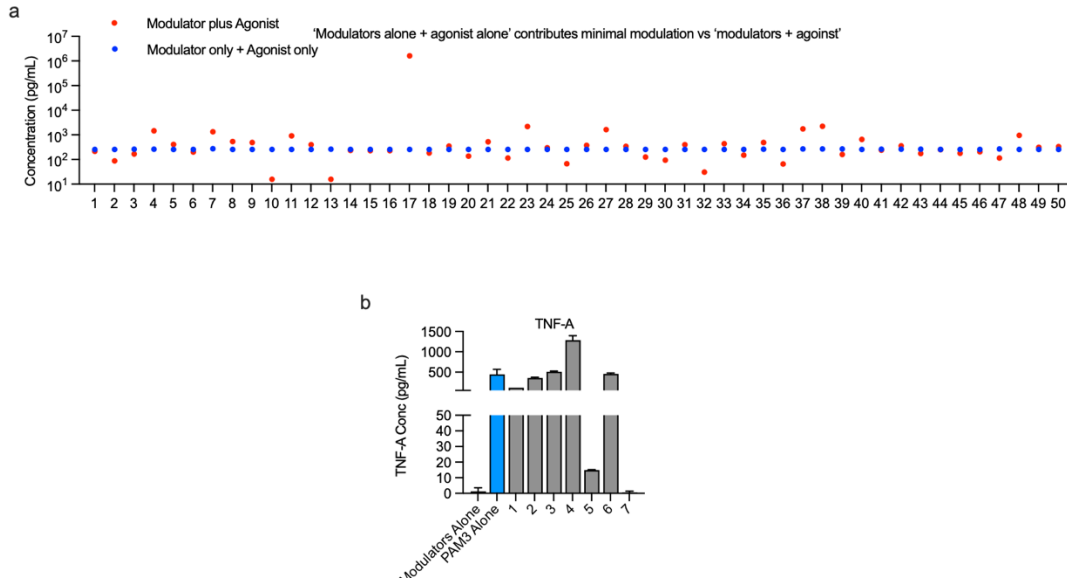 a
Modulator plus Agonist
'Modulators alone + agonist alone' contributes minimal modulation vs 'modulators + agoinst'
Modulator only + Agonist only
Concentration (pg/mL)
10⁷
10⁶
10⁵
10⁴
10³
10²
10¹
1 2 3 4 5 6 7 8 9 10 11 12 13 14 15 16 17 18 19 20 21 22 23 24 25 26 27 28 29 30 31 32 33 34 35 36 37 38 39 40 41 42 43 44 45 46 47 48 49 50
b
TNF-A
TNF-A Conc (pg/mL)
1500
1000
500
50
40
30
20
10
0
Modulators Alone
PAM3 Alone
1 2 3 4 5 6 7